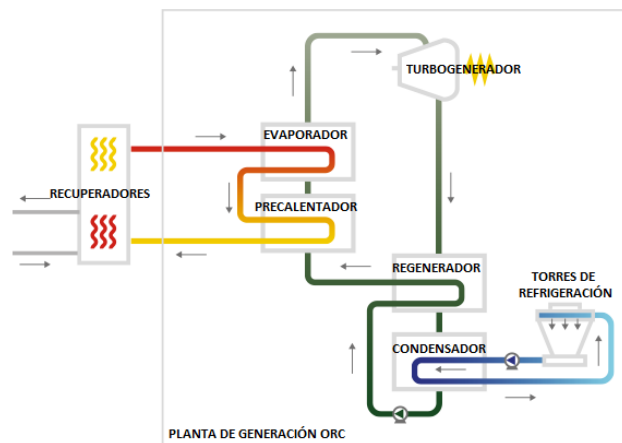 TURBOGENERADOR
EVAPORADOR
RECUPERADORES
PRECALENTADOR
REGENERADOR
TORRES DE
REFRIGERACIÓN
CONDENSADOR
PLANTA DE GENERACIÓN ORC